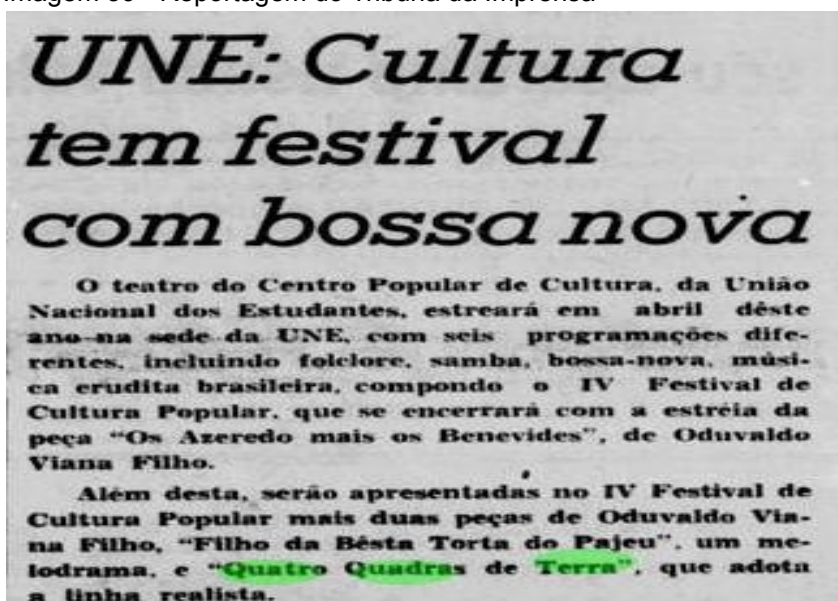 Imagem 50 - Reportagem do Tribuna da Imprensa
UNE: Cultura
tem festival
com bossa nova
O teatro do Centro Popular de Cultura, da União
Nacional dos Estudantes, estreará em abril dêste
ano na sede da UNE, com seis programações dife-
rentes, incluindo folclore, samba, bossa-nova, músi-
ca erudita brasileira, compondo o IV Festival de
Cultura Popular, que se encerrará com a estréia da
peça "Os Azeredo mais os Benevides", de Oduvaldo
Viana Filho.
Além desta, serão apresentadas no IV Festival de
Cultura Popular mais duas peças de Oduvaldo Via-
na Filho, "Filho da Bêsta Torta do Pajeu", um me-
lodrama, e "Quatro Quadras de Terra", que adota
a linha realista.